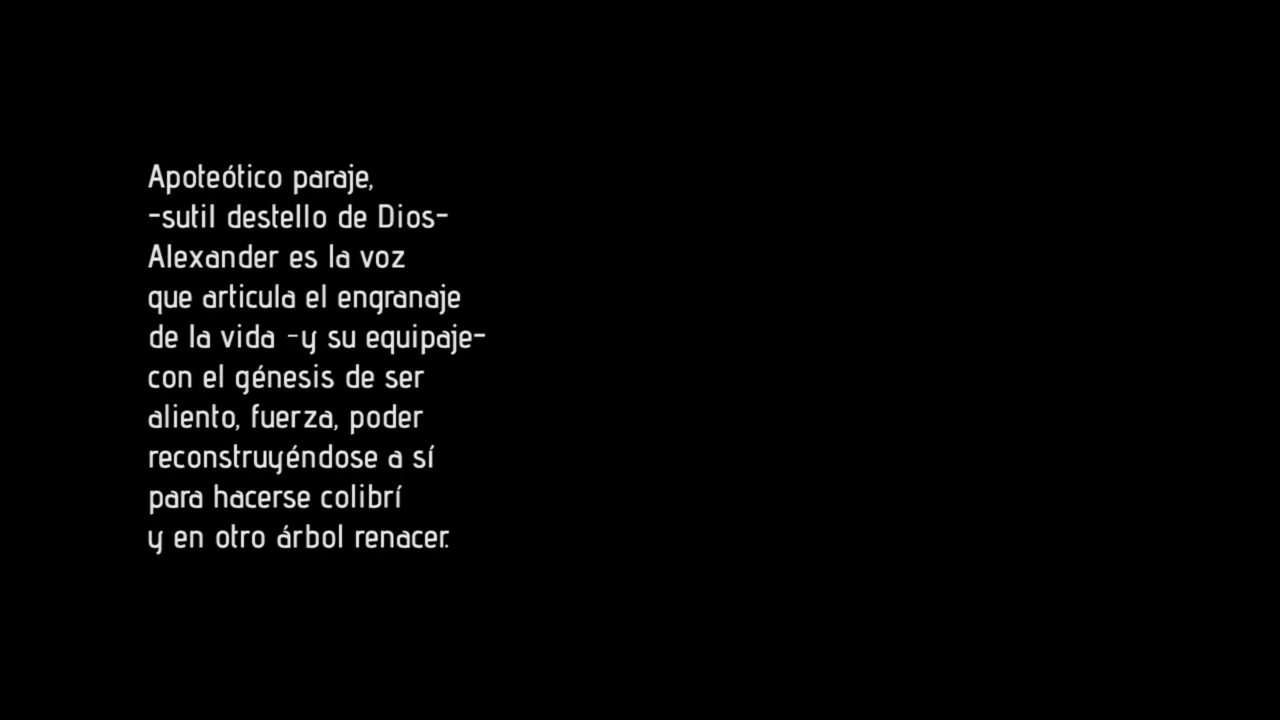 Apoteótico paraje,
-sutil destello de Dios-
Alexander es la voz
que articula el engranaje
de la vida -y su equipaje-
con el génesis de ser
aliento, fuerza, poder
reconstruyéndose a sí
para hacerse colibrí
y en otro árbol renacer.